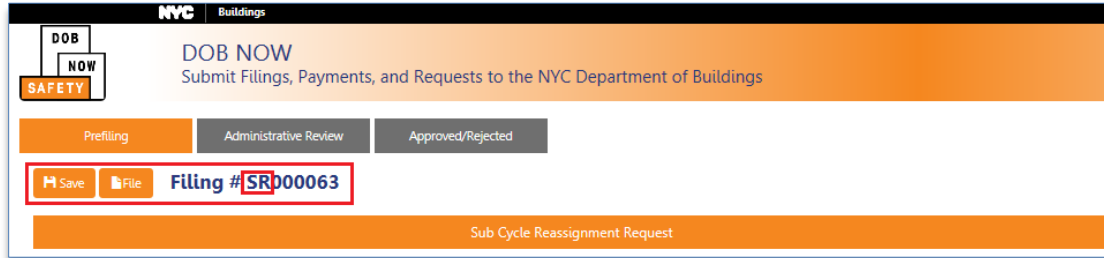 NYC Buildings
DOB
NOW
SAFETY
DOB NOW
Submit Filings, Payments, and Requests to the NYC Department of Buildings
Prefiling Administrative Review Approved/Rejected
Save File Filing # SR000063
Sub Cycle Reassignment Request